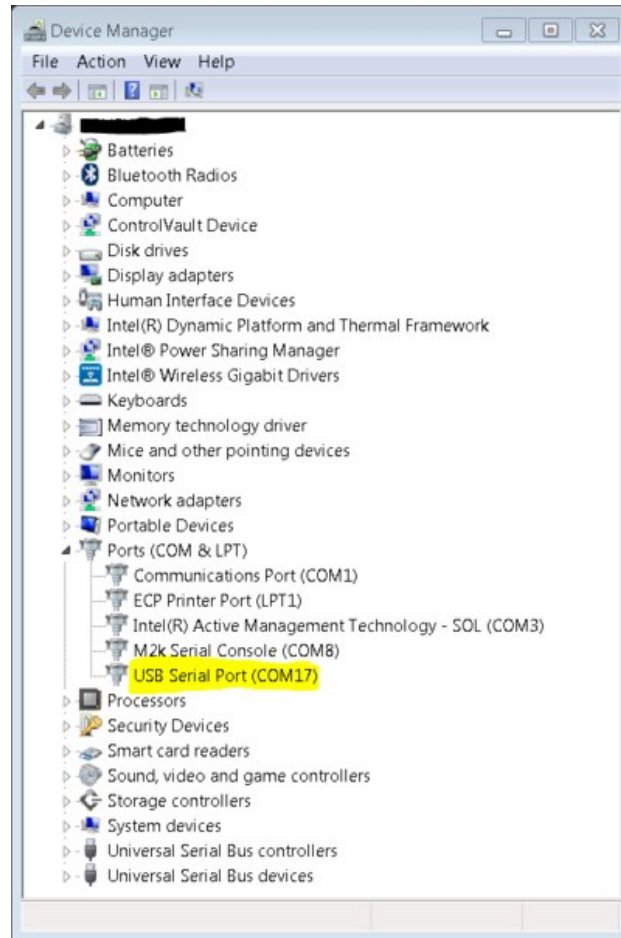 Device Manager
File Action View Help
Batteries
Bluetooth Radios
Computer
ControlVault Device
Disk drives
Display adapters
Human Interface Devices
Intel(R) Dynamic Platform and Thermal Framework
Intel® Power Sharing Manager
Intel® Wireless Gigabit Drivers
Keyboards
Memory technology driver
Mice and other pointing devices
Monitors
Network adapters
Portable Devices
Ports (COM & LPT)
Communications Port (COM1)
ECP Printer Port (LPT1)
Intel(R) Active Management Technology - SOL (COM3)
M2k Serial Console (COM8)
USB Serial Port (COM17)
Processors
Security Devices
Smart card readers
Sound, video and game controllers
Storage controllers
System devices
Universal Serial Bus controllers
Universal Serial Bus devices